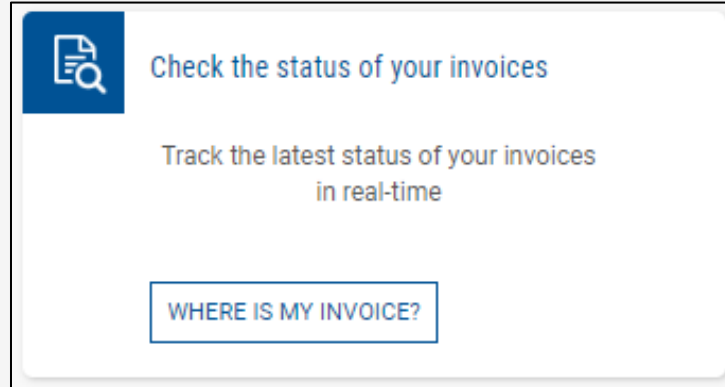 Check the status of your invoices
Track the latest status of your invoices
in real-time
WHERE IS MY INVOICE?